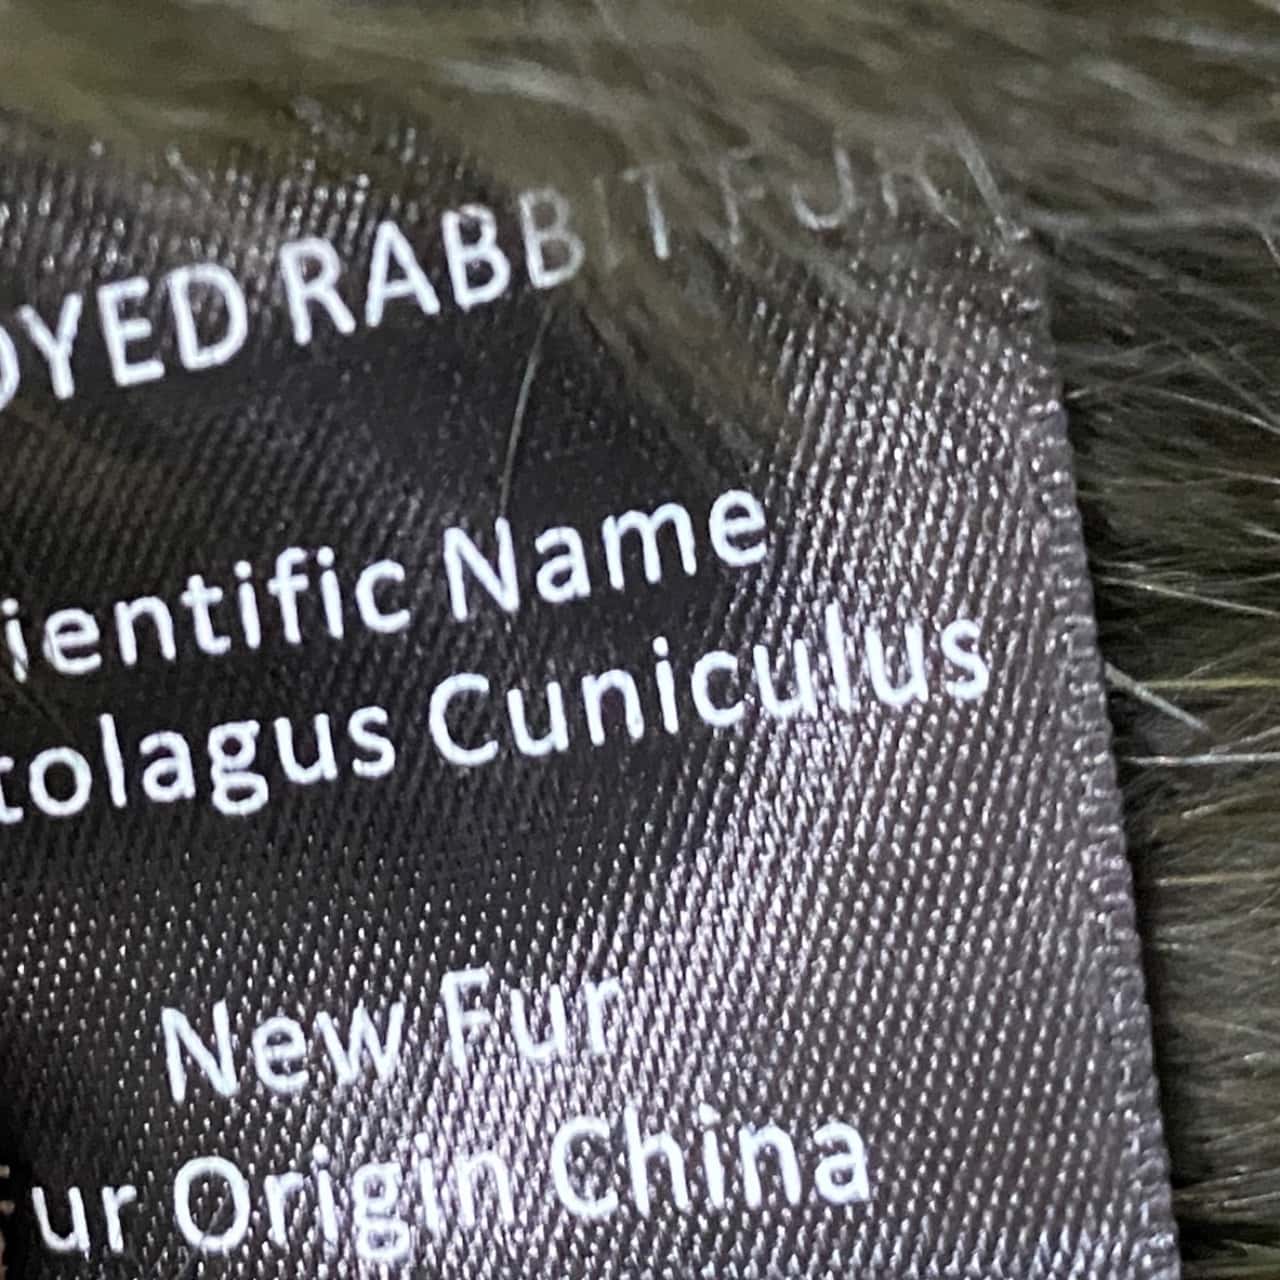 DYED RABBIT FUR
ientific Name
tolagus Cuniculus
New Fur
ur Origin China